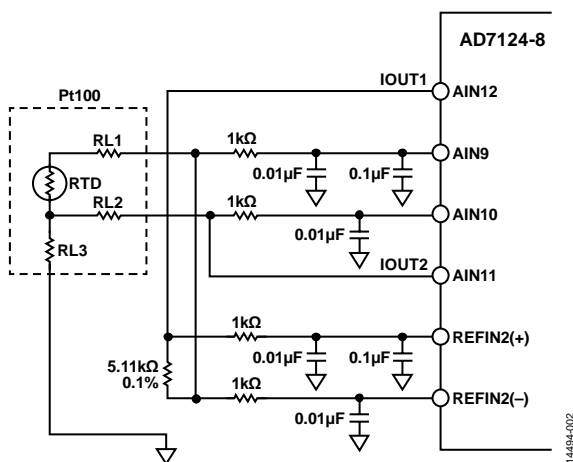 AD7124-8
IOUT1
AIN12
Pt100
RL1
1kΩ
AIN9
0.01µF
0.1µF
RTD
RL2
1kΩ
AIN10
0.01µF
RL3
IOUT2
AIN11
1kΩ
REFIN2(+)
0.01µF
0.1µF
5.11kΩ
0.1%
1kΩ
REFIN2(–)
0.01µF
14494-002